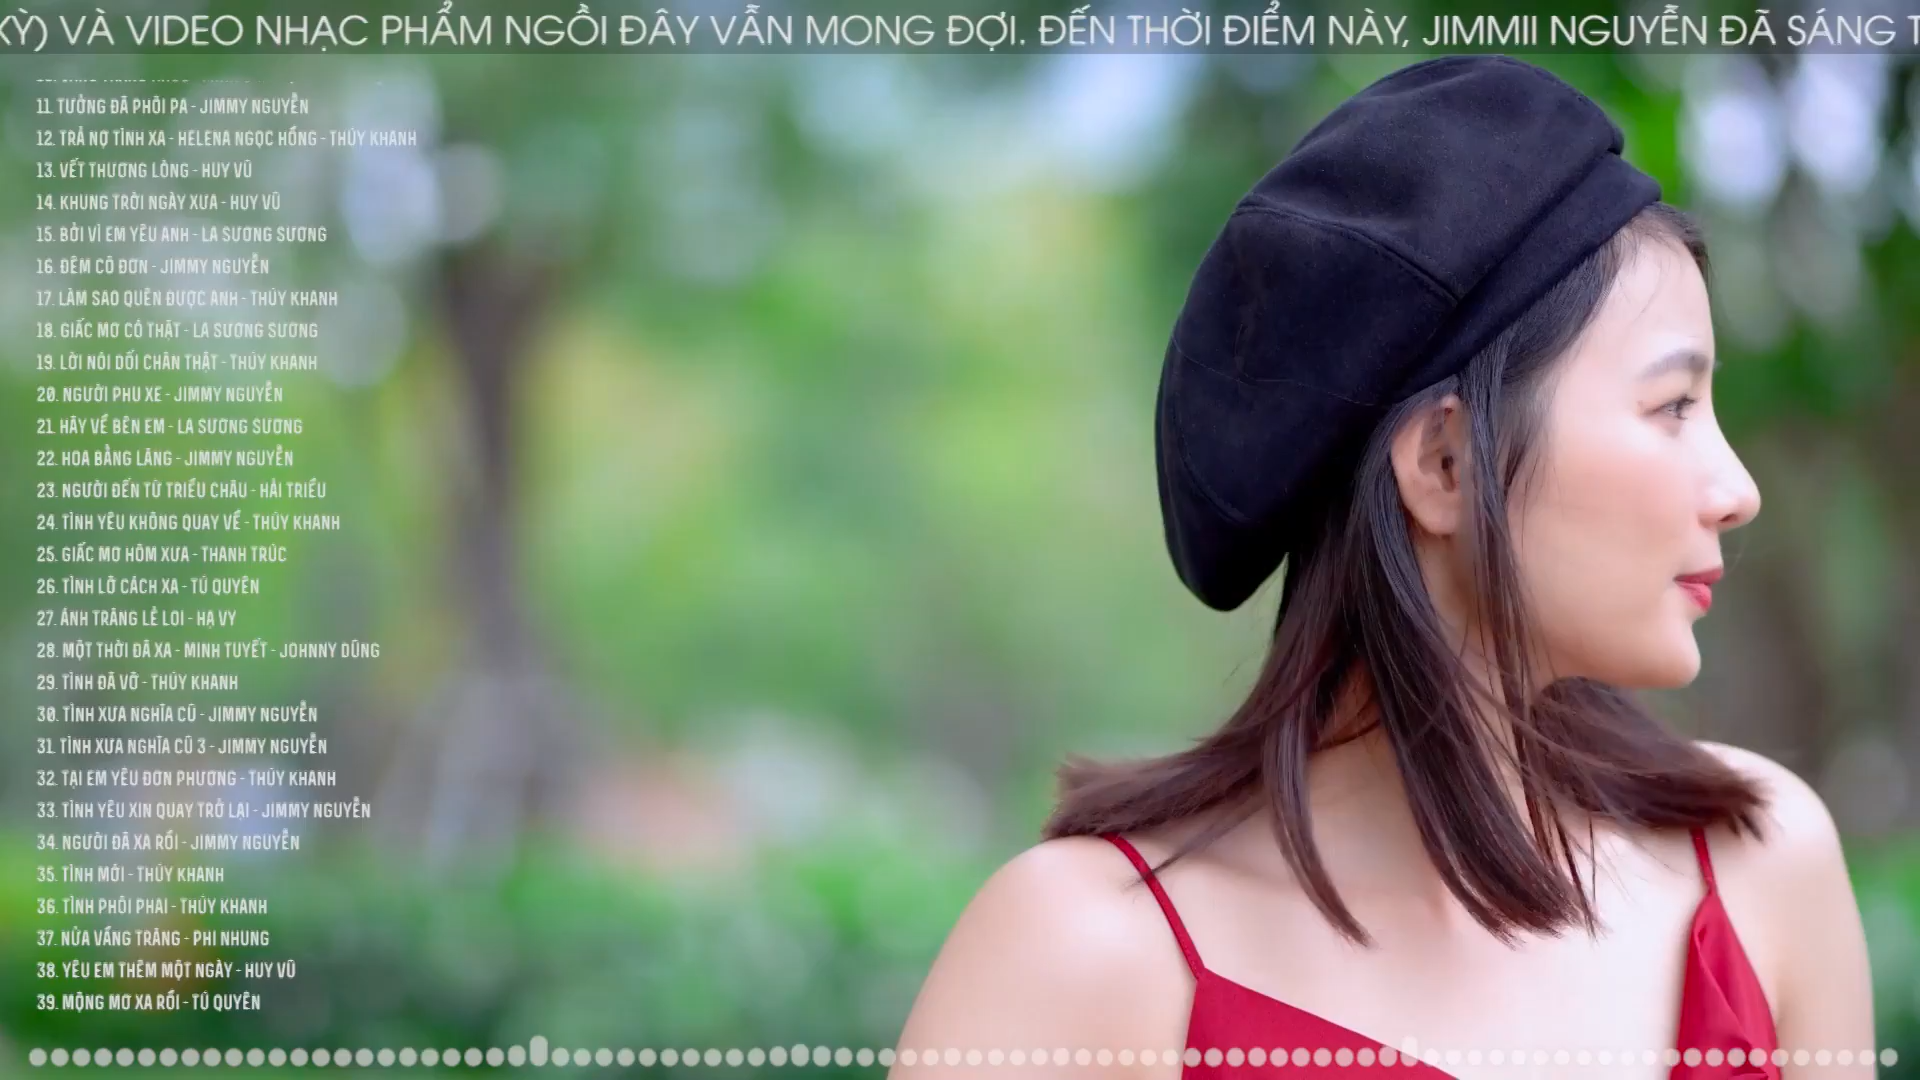 KỲ) VÀ VIDEO NHẠC PHẨM NGỒI ĐÂY VẪN MONG ĐỢI. ĐẾN THỜI ĐIỂM NÀY, JIMMII NGUYỄN ĐÃ SÁNG T
11. TƯỞNG ĐÃ PHÔI PA - JIMMY NGUYỄN
12. TRẢ NỢ TÌNH XA - HELENA NGỌC HỒNG - THÚY KHANH
13. VẾT THƯƠNG LÒNG - HUY VŨ
14. KHUNG TRỜI NGÀY XƯA - HUY VŨ
15. BỞI VÌ EM YÊU ANH - LA SƯƠNG SƯƠNG
16. ĐÊM CÔ ĐƠN - JIMMY NGUYỄN
17. LÀM SAO QUÊN ĐƯỢC ANH - THÚY KHANH
18. GIẤC MƠ CÓ THẬT - LA SƯƠNG SƯƠNG
19. LỜI NÓI DỐI CHÂN THẬT - THÚY KHANH
20. NGƯỜI PHU XE - JIMMY NGUYỄN
21. HÃY VỀ BÊN EM - LA SƯƠNG SƯƠNG
22. HOA BẰNG LĂNG - JIMMY NGUYỄN
23. NGƯỜI ĐẾN TỪ TRIỀU CHÂU - HẢI TRIỀU
24. TÌNH YÊU KHÔNG QUAY VỀ - THÚY KHANH
25. GIẤC MƠ HÔM XƯA - THANH TRÚC
26. TÌNH LỠ CÁCH XA - TÚ QUYÊN
27. ÁNH TRĂNG LẺ LOI - HẠ VY
28. MỘT THỜI ĐÃ XA - MINH TUYẾT - JOHNNY DŨNG
29. TÌNH ĐÃ VỠ - THÚY KHANH
30. TÌNH XƯA NGHĨA CŨ - JIMMY NGUYỄN
31. TÌNH XƯA NGHĨA CŨ 3 - JIMMY NGUYỄN
32. TẠI EM YÊU ĐƠN PHƯƠNG - THÚY KHANH
33. TÌNH YÊU XIN QUAY TRỞ LẠI - JIMMY NGUYỄN
34. NGƯỜI ĐÃ XA RỒI - JIMMY NGUYỄN
35. TÌNH MỚI - THÚY KHANH
36. TÌNH PHÔI PHAI - THÚY KHANH
37. NỬA VẦNG TRĂNG - PHI NHUNG
38. YÊU EM THÊM MỘT NGÀY - HUY VŨ
39. MỘNG MƠ XA RỒI - TÚ QUYÊN